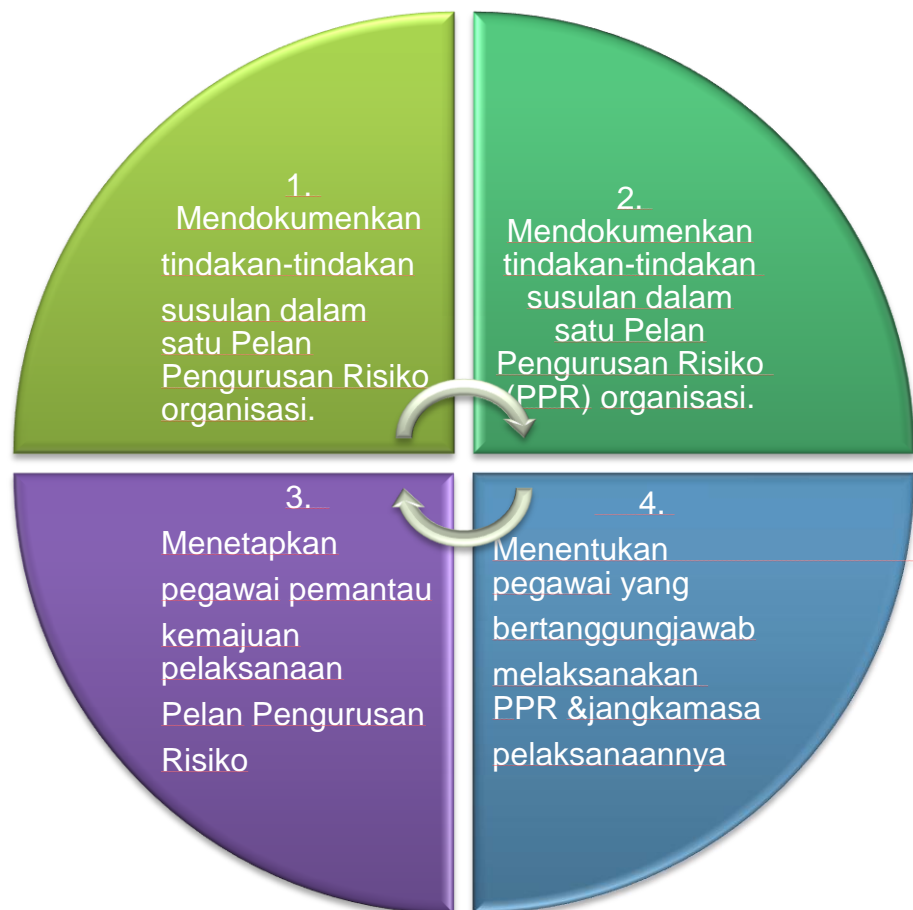 1.
Mendokumenkan
tindakan-tindakan
susulan dalam
satu Pelan
Pengurusan Risiko
organisasi.
2.
Mendokumenkan
tindakan-tindakan
susulan dalam
satu Pelan
Pengurusan Risiko
(PPR) organisasi.
3.
Menetapkan
pegawai pemantau
kemajuan
pelaksanaan
Pelan Pengurusan
Risiko
4.
Menentukan
pegawai yang
bertanggungjawab
melaksanakan
PPR &jangkamasa
pelaksanaannya